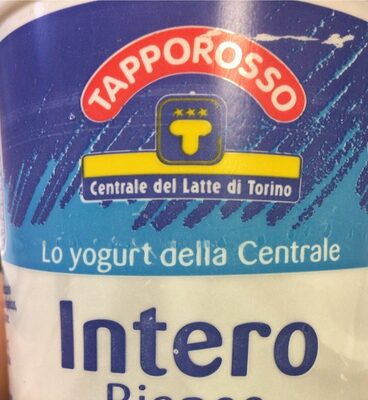 TAPPOROSSO
Centrale del Latte di Torino
Lo yogurt della Centrale
Intero